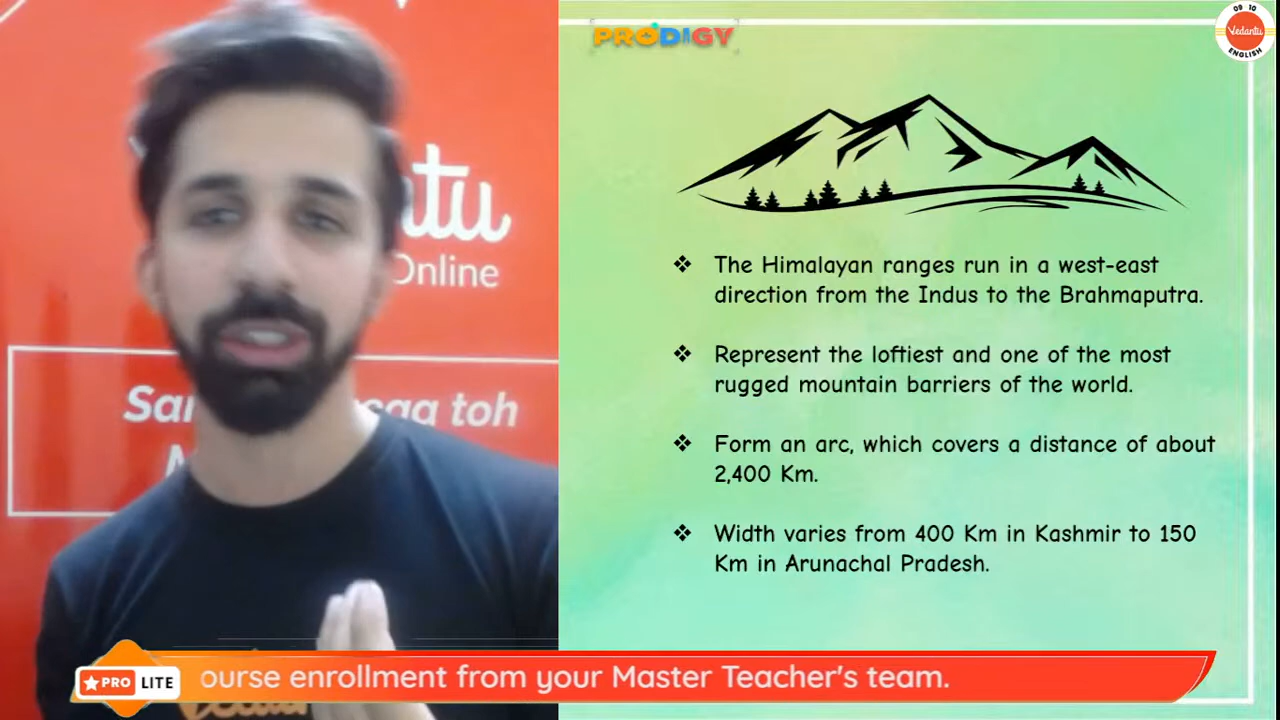 PRODIGY
09 10
Vedantu
ENGLISH
Online
toh
The Himalayan ranges run in a west-east
direction from the Indus to the Brahmaputra.
Represent the loftiest and one of the most
rugged mountain barriers of the world.
Form an arc, which covers a distance of about
2,400 Km.
Width varies from 400 Km in Kashmir to 150
Km in Arunachal Pradesh.
PRO LITE
ourse enrollment from your Master Teacher's team.